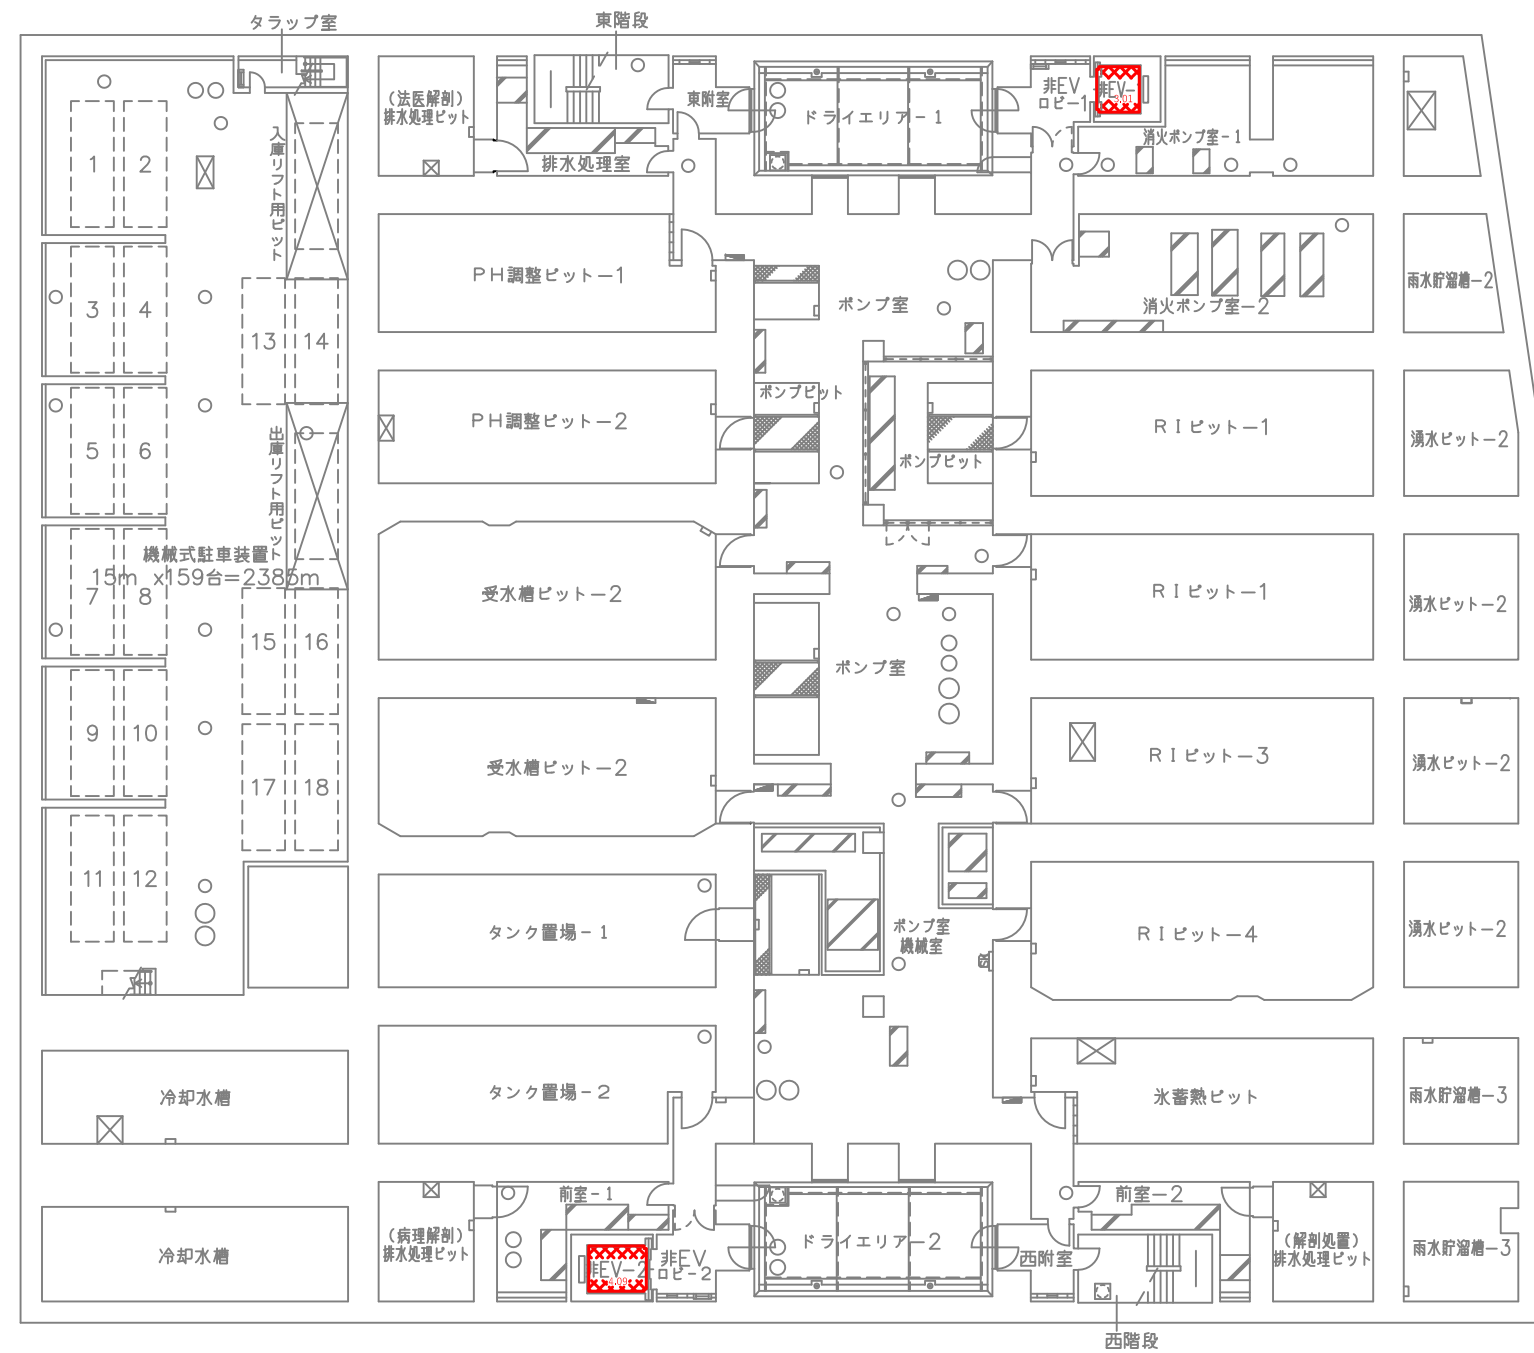 タラップ室
東階段
(法医解剖)
排水処理ピット
東附室
ドライエリア-1
非EV
ロビー1
非EV-
3.01
消火ポンプ室-1
排水処理室
1
2
入庫リフト用ピット
PH調整ピットー1
ポンプ室
消火ポンプ室-2
雨水貯溜槽-2
3
4
13
14
PH調整ピットー2
ポンプピット
ポンプピット
RIピットー1
湧水ピット-2
5
6
出庫リフト用ピット
機械式駐車装置
15m x159台=2385m
7
8
受水槽ピットー2
RIピットー1
湧水ピット-2
15
16
ポンプ室
9
10
受水槽ピットー2
RIピットー3
湧水ピット-2
17
18
11
12
タンク置場-1
ポンプ室
機械室
RIピットー4
湧水ピット-2
冷却水槽
タンク置場-2
氷蓄熱ピット
雨水貯溜槽-3
冷却水槽
(病理解剖)
排水処理ピット
前室-1
非EV-2
4.09
非EV
ロビー2
ドライエリア-2
西附室
前室-2
(解剖処置)
排水処理ピット
雨水貯溜槽-3
西階段